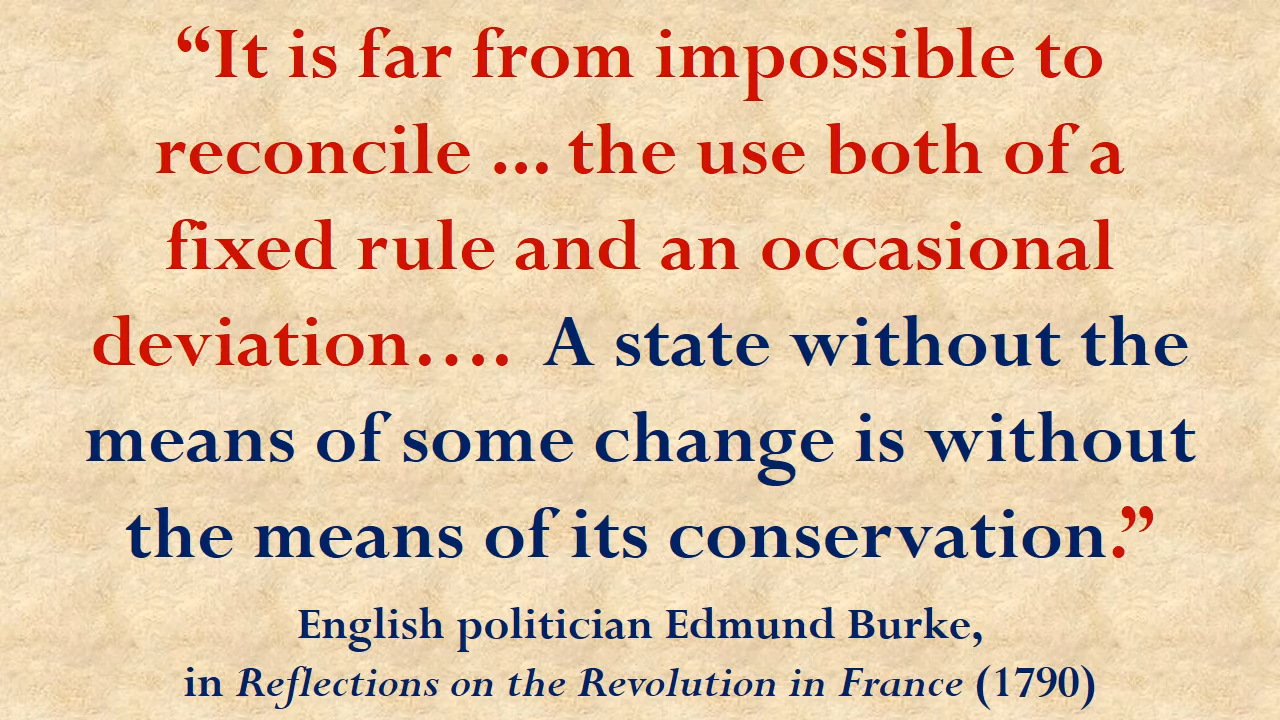 “It is far from impossible to
reconcile ... the use both of a
fixed rule and an occasional
deviation…. A state without the
means of some change is without
the means of its conservation.”
English politician Edmund Burke,
in Reflections on the Revolution in France (1790)